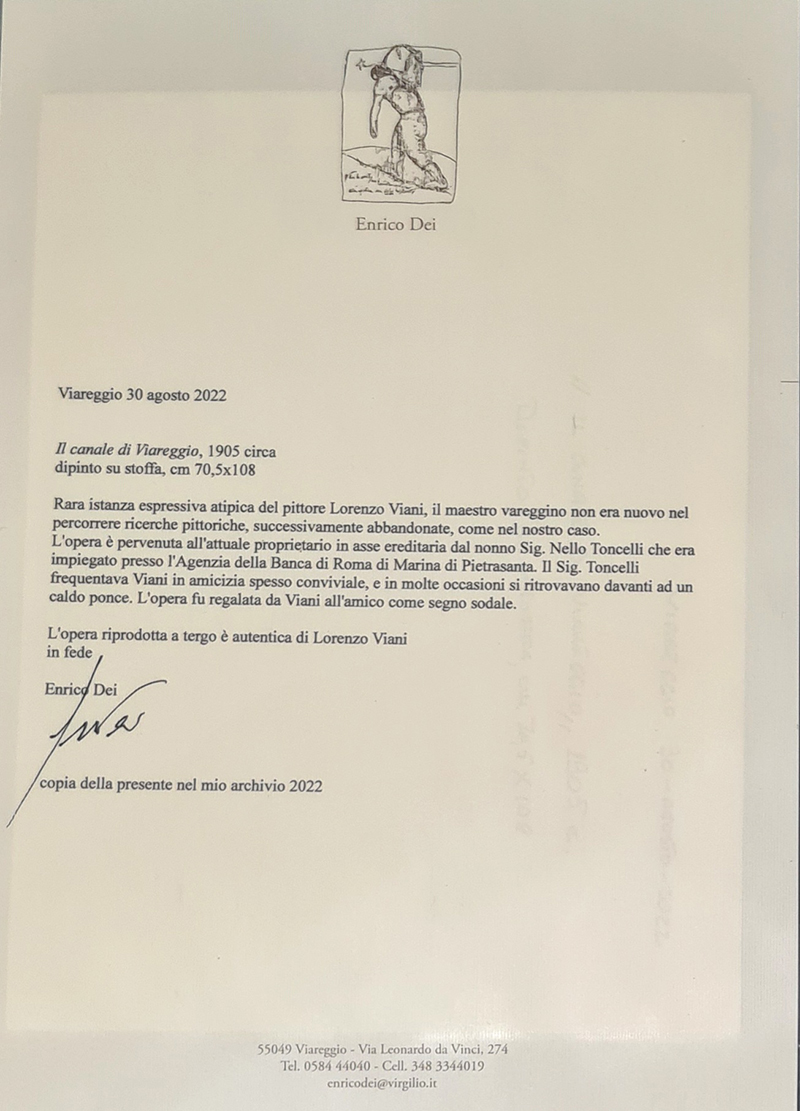 Enrico Dei
Viareggio 30 agosto 2022
Il canale di Viareggio, 1905 circa
dipinto su stoffa, cm 70,5x108
Rara istanza espressiva atipica del pittore Lorenzo Viani, il maestro vareggino non era nuovo nel
percorrere ricerche pittoriche, successivamente abbandonate, come nel nostro caso.
L'opera è pervenuta all'attuale proprietario in asse ereditaria dal nonno Sig. Nello Toncelli che era
impiegato presso l'Agenzia della Banca di Roma di Marina di Pietrasanta. Il Sig. Toncelli
frequentava Viani in amicizia spesso conviviale, e in molte occasioni si ritrovavano davanti ad un
caldo ponce. L'opera fu regalata da Viani all'amico come segno sodale.
L'opera riprodotta a tergo è autentica di Lorenzo Viani
in fede
Enrico Dei
copia della presente nel mio archivio 2022
55049 Viareggio - Via Leonardo da Vinci, 274
Tel. 0584 44040 - Cell. 348 3344019
enricodei@virgilio.it